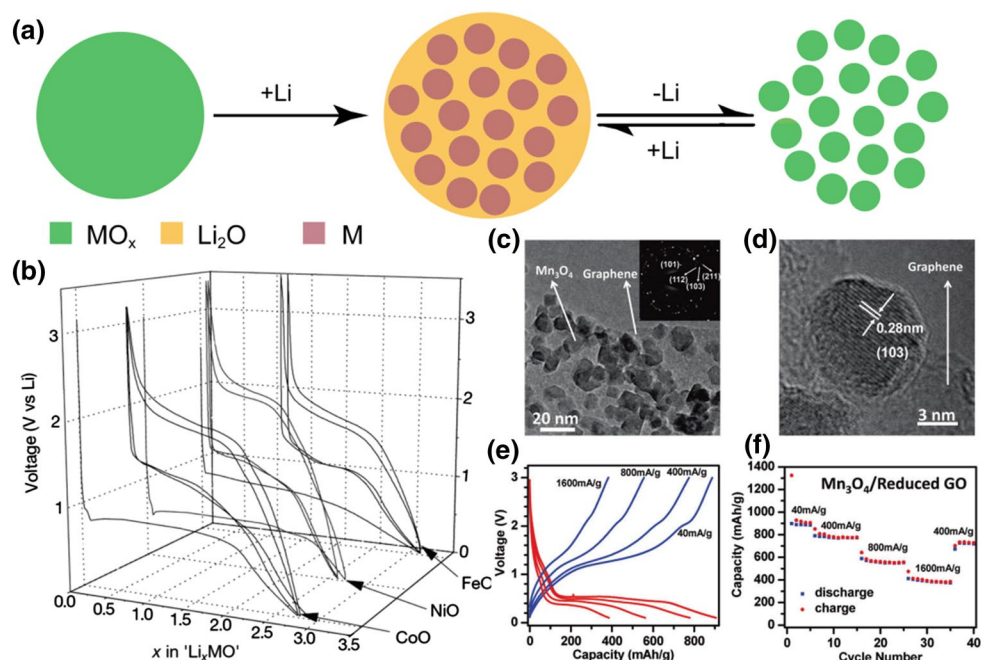 (a)
+Li
-Li
+Li
MOₓ
Li₂O
M
(b)
Voltage (V vs Li)
3
2
1
3
2
1
0
0.0
0.5
1.0
1.5
2.0
2.5
3.0
3.5
x in 'LiₓMO'
FeC
NiO
CoO
(c)
Mn₃O₄
Graphene
(101)
(112)
(103)
(211)
20 nm
(d)
Graphene
0.28nm
(103)
3 nm
(e)
Voltage (V)
3
2
1
0
1600mA/g
800mA/g
400mA/g
40mA/g
0 200 400 600 800
Capacity (mAh/g)
(f)
Capacity (mAh/g)
1400
1200
1000
800
600
400
200
0
Mn₃O₄/Reduced GO
40mA/g
400mA/g
800mA/g
1600mA/g
400mA/g
discharge
charge
0 10 20 30 40
Cycle Number